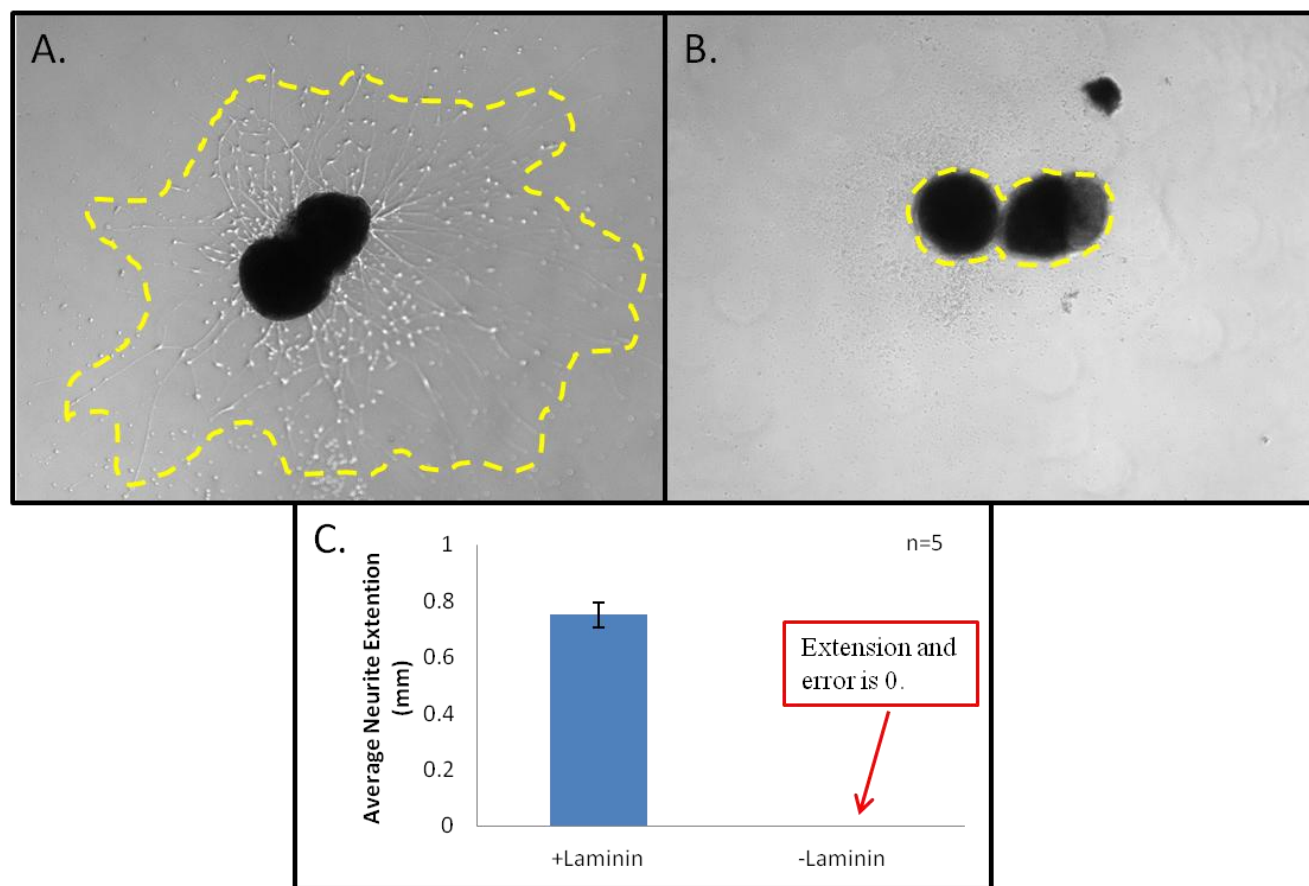 A.
B.
C.
n=5
Average Neurite Extention
(mm)
1
0.8
0.6
0.4
0.2
0
Extension and
error is 0.
+Laminin
-Laminin